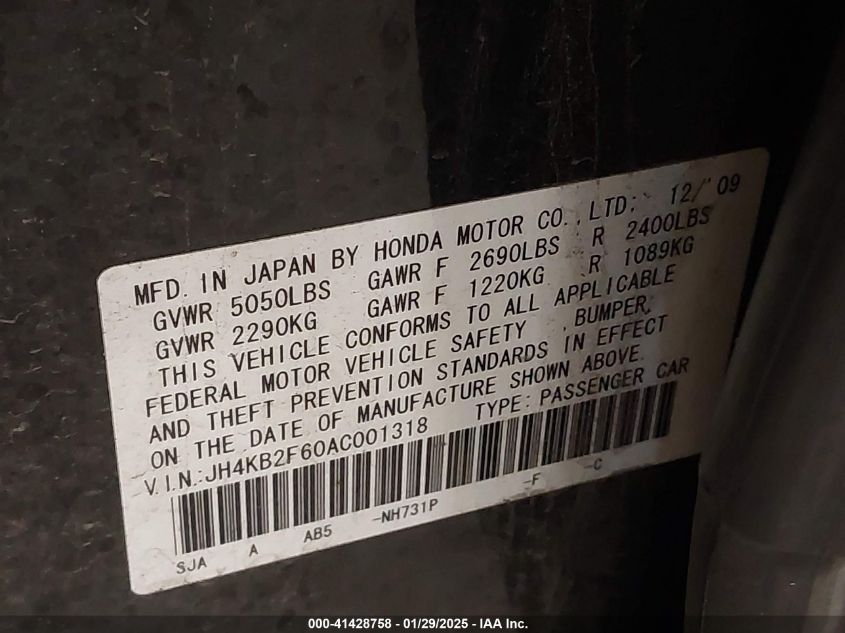 MFD. IN JAPAN BY HONDA MOTOR CO., LTD; 12/'09
GVWR 5050LBS GAWR F 2690LBS R 2400LBS
GVWR 2290KG GAWR F 1220KG R 1089KG
THIS VEHICLE CONFORMS TO ALL APPLICABLE
FEDERAL MOTOR VEHICLE SAFETY , BUMPER,
AND THEFT PREVENTION STANDARDS IN EFFECT
ON THE DATE OF MANUFACTURE SHOWN ABOVE.
V.I.N.:JH4KB2F60AC001318 TYPE: PASSENGER CAR
SJA A AB5 -NH731P -F -C
000-41428758 - 01/29/2025 - IAA Inc.